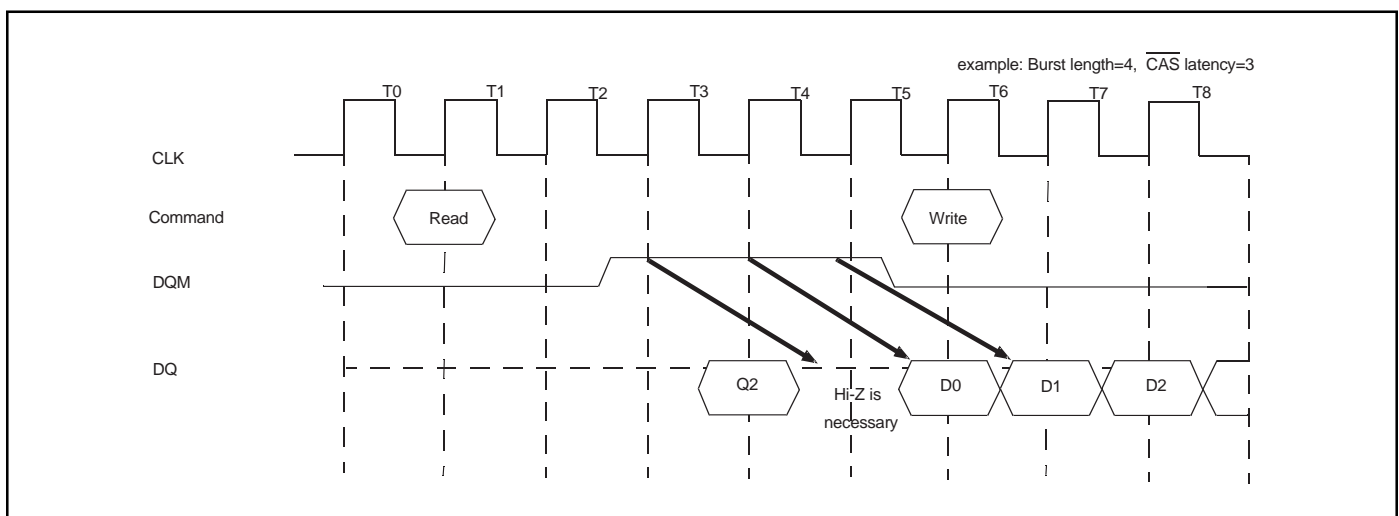 example: Burst length=4, CAS latency=3
T0 T1 T2 T3 T4 T5 T6 T7 T8
CLK
Command Read Write
DQM
DQ Q2 D0 D1 D2
Hi-Z is
necessary